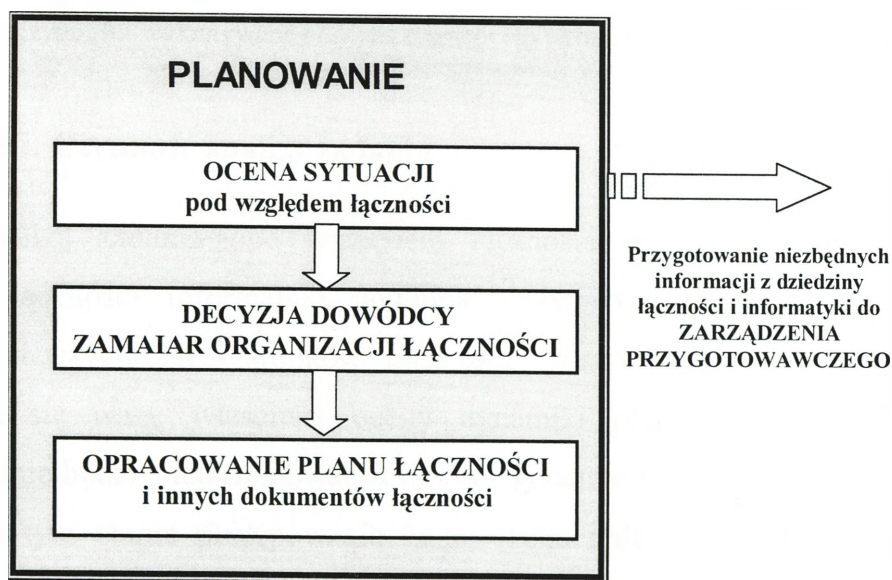 PLANOWANIE
OCENA SYTUACJI
pod względem łączności
DECYZJA DOWÓDCY
ZAMAIAR ORGANIZACJI ŁĄCZNOŚCI
OPRACOWANIE PLANU ŁĄCZNOŚCI
i innych dokumentów łączności
Przygotowanie niezbędnych
informacji z dziedziny
łączności i informatyki do
ZARZĄDZENIA
PRZYGOTOWAWCZEGO